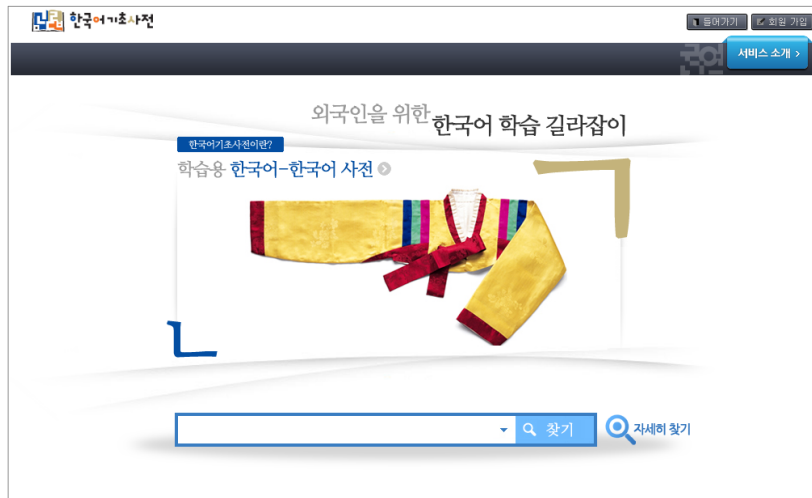 한국어기초사전
들어가기
회원 가입
서비스 소개 >
외국인을 위한 한국어 학습 길라잡이
한국어기초사전이란?
학습용 한국어-한국어 사전
찾기
자세히 찾기